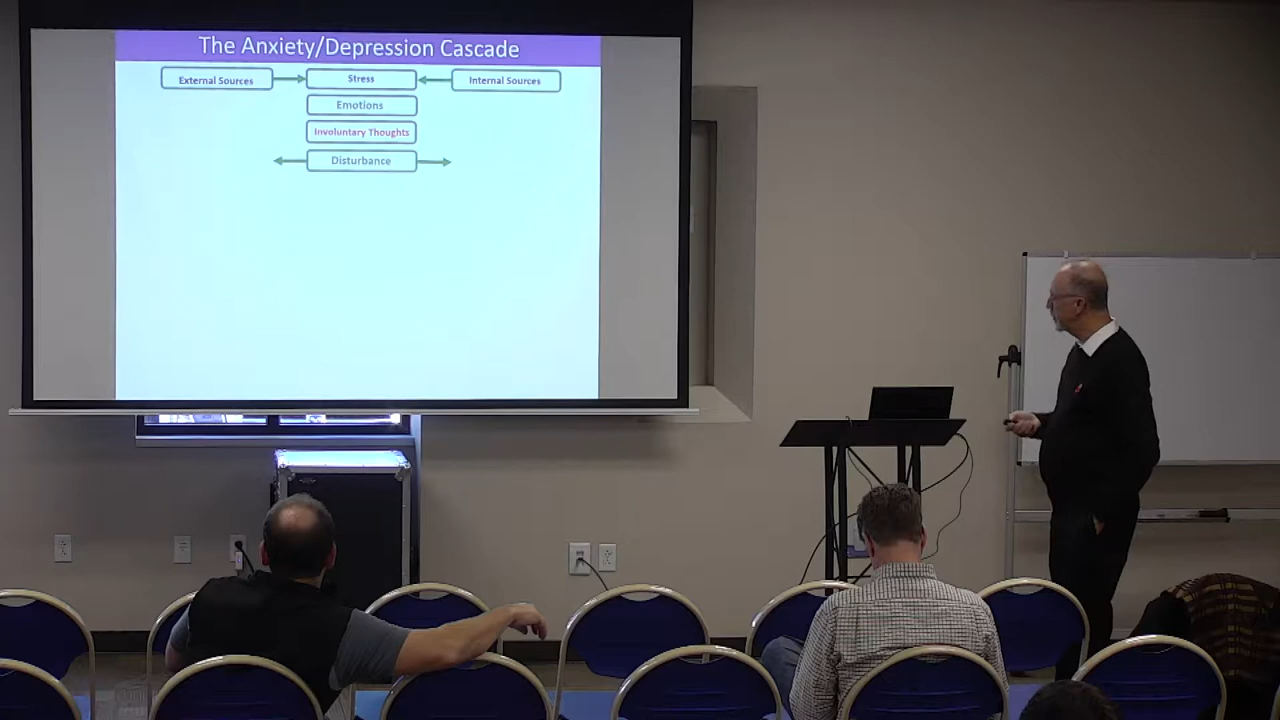 The Anxiety/Depression Cascade
External Sources
Stress
Internal Sources
Emotions
Involuntary Thoughts
Disturbance